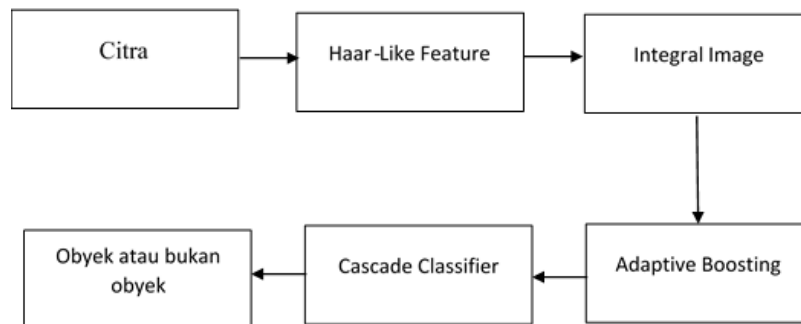 Citra
Haar-Like Feature
Integral Image
Adaptive Boosting
Cascade Classifier
Obyek atau bukan
obyek